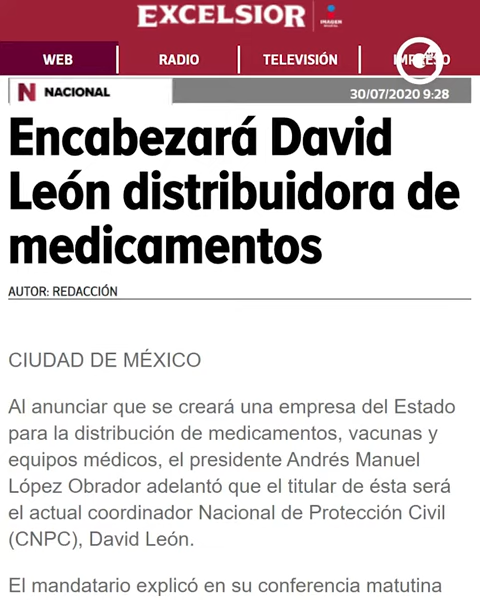 EXCELSIOR
IMAGEN
WEB
RADIO
TELEVISIÓN
IMPRESO
N NACIONAL
30/07/2020 9:28
Encabezará David
León distribuidora de
medicamentos
AUTOR: REDACCIÓN
CIUDAD DE MÉXICO
Al anunciar que se creará una empresa del Estado
para la distribución de medicamentos, vacunas y
equipos médicos, el presidente Andrés Manuel
López Obrador adelantó que el titular de ésta será
el actual coordinador Nacional de Protección Civil
(CNPC), David León.
El mandatario explicó en su conferencia matutina